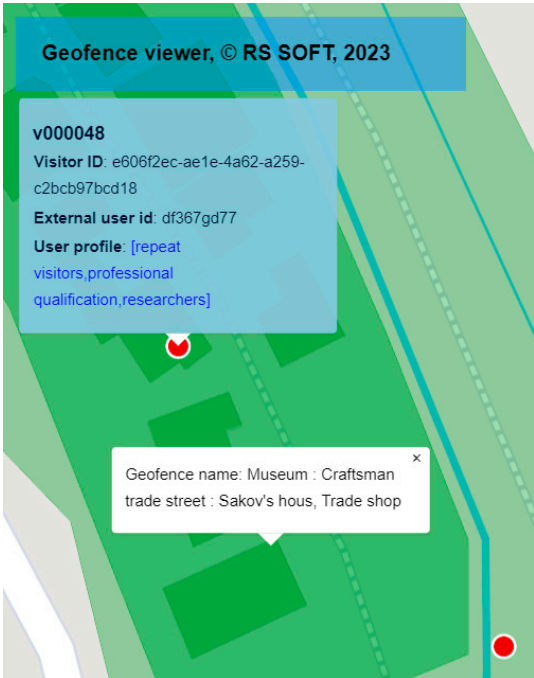 Geofence viewer, © RS SOFT, 2023
v000048
Visitor ID: e606f2ec-ae1e-4a62-a259-
c2bcb97bcd18
External user id: df367gd77
User profile: [repeat
visitors,professional
qualification,researchers]
×
Geofence name: Museum : Craftsman
trade street : Sakov's hous, Trade shop